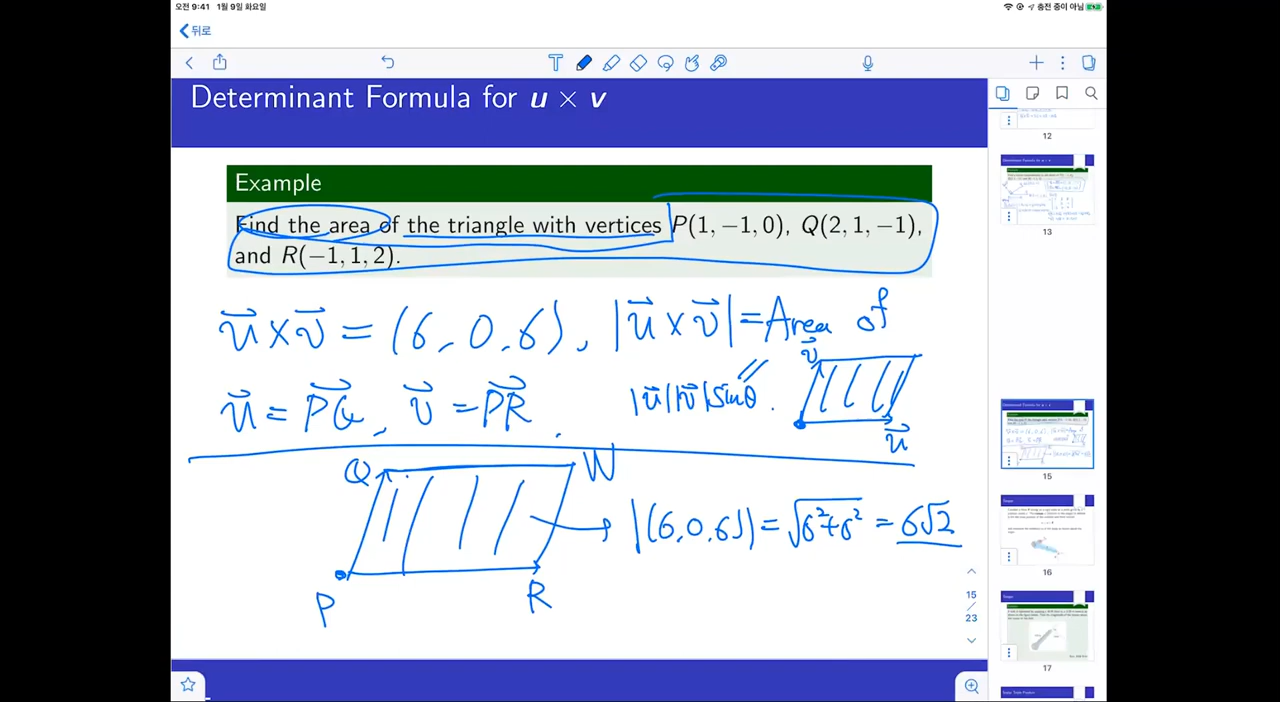 오전 9:41 1월 9일 화요일
충전 중이 아님
뒤로
Determinant Formula for u × v
Example
Find the area of the triangle with vertices P(1, −1, 0), Q(2, 1, −1),
and R(−1, 1, 2).
u⃗ × v⃗ = (6, 0, 6), |u⃗ × v⃗| = Area of
u⃗ = PQ⃗, v⃗ = PR⃗.
|u⃗||v⃗| sinθ.
v⃗
u⃗
Q W
|(6, 0, 6)| = √6²+6² = 6√2
P R
15
/
23
12
13
15
16
17